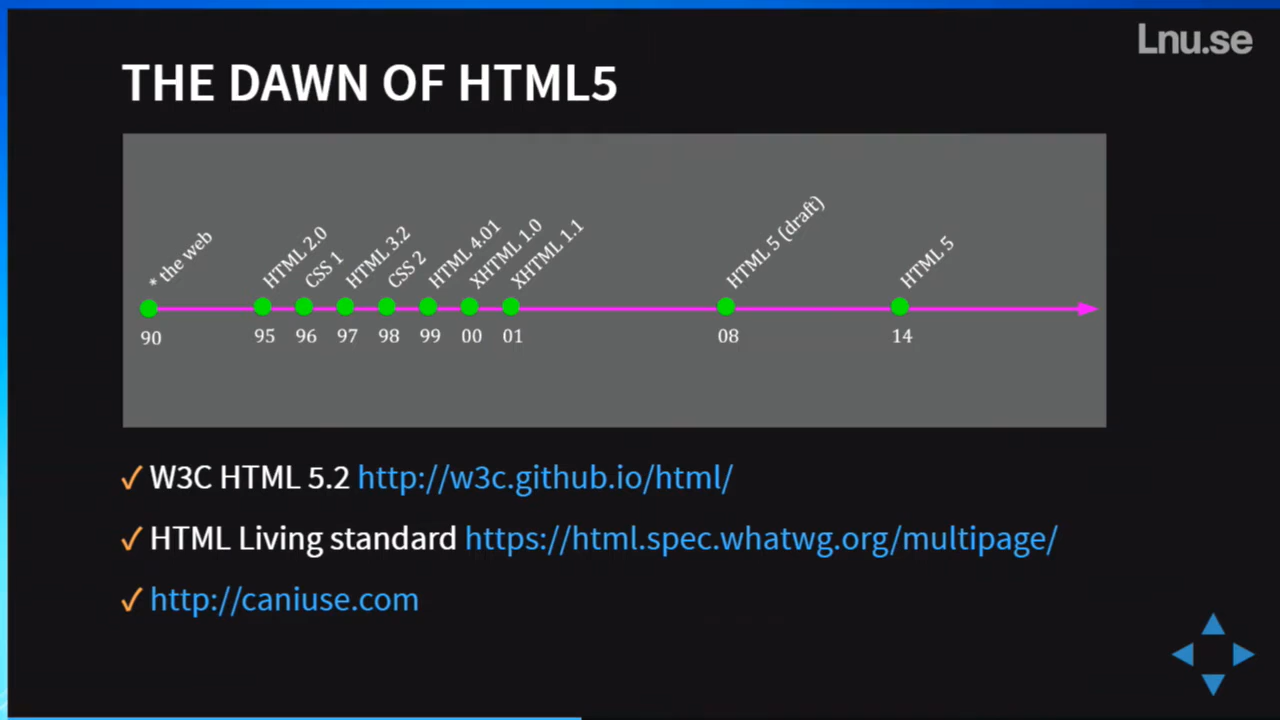 Lnu.se
THE DAWN OF HTML5
* the web
HTML 2.0
CSS 1
HTML 3.2
CSS 2
HTML 4.01
XHTML 1.0
XHTML 1.1
HTML 5 (draft)
HTML 5
90 95 96 97 98 99 00 01 08 14
✓ W3C HTML 5.2 http://w3c.github.io/html/
✓ HTML Living standard https://html.spec.whatwg.org/multipage/
✓ http://caniuse.com